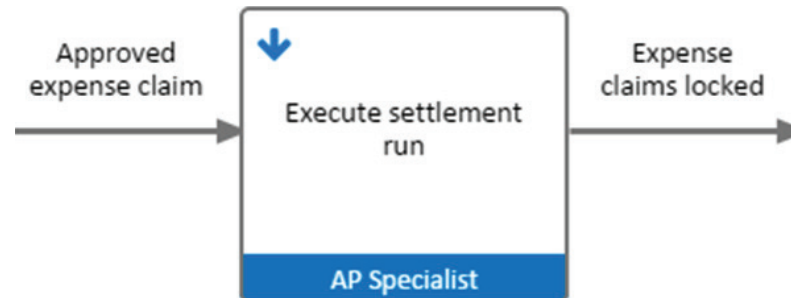 Approved
expense claim
Execute settlement
run
AP Specialist
Expense
claims locked